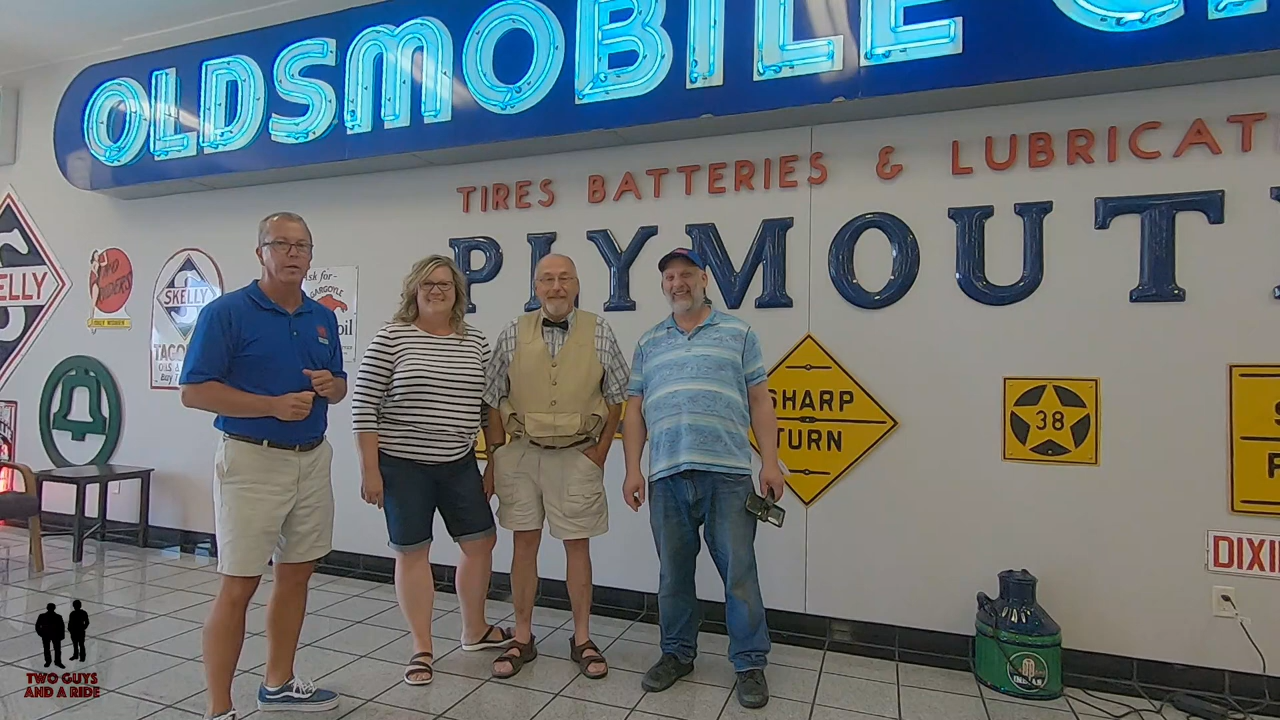 OLDSMOBILE
TIRES BATTERIES & LUBRICAT
PLYMOUT
SKELLY
SKELLY
TAGO
ask for
GARGOYLE
oil
SHARP
TURN
38
DIXI
TWO GUYS
AND A RIDE